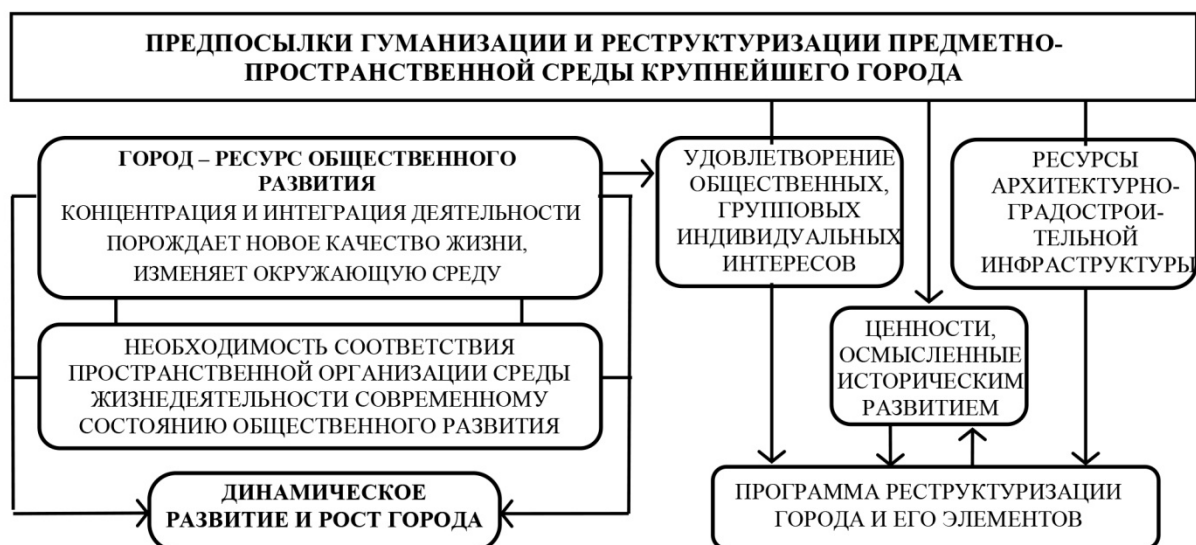 ПРЕДПОСЫЛКИ ГУМАНИЗАЦИИ И РЕСТРУКТУРИЗАЦИИ ПРЕДМЕТНО-
ПРОСТРАНСТВЕННОЙ СРЕДЫ КРУПНЕЙШЕГО ГОРОДА
ГОРОД – РЕСУРС ОБЩЕСТВЕННОГО
РАЗВИТИЯ
КОНЦЕНТРАЦИЯ И ИНТЕГРАЦИЯ ДЕЯТЕЛЬНОСТИ
ПОРОЖДАЕТ НОВОЕ КАЧЕСТВО ЖИЗНИ,
ИЗМЕНЯЕТ ОКРУЖАЮЩУЮ СРЕДУ
НЕОБХОДИМОСТЬ СООТВЕТСТВИЯ
ПРОСТРАНСТВЕННОЙ ОРГАНИЗАЦИИ СРЕДЫ
ЖИЗНЕДЕЯТЕЛЬНОСТИ СОВРЕМЕННОМУ
СОСТОЯНИЮ ОБЩЕСТВЕННОГО РАЗВИТИЯ
ДИНАМИЧЕСКОЕ
РАЗВИТИЕ И РОСТ ГОРОДА
УДОВЛЕТВОРЕНИЕ
ОБЩЕСТВЕННЫХ,
ГРУППОВЫХ
ИНДИВИДУАЛЬНЫХ
ИНТЕРЕСОВ
РЕСУРСЫ
АРХИТЕКТУРНО-
ГРАДОСТРОИ-
ТЕЛЬНОЙ
ИНФРАСТРУКТУРЫ
ЦЕННОСТИ,
ОСМЫСЛЕННЫЕ
ИСТОРИЧЕСКИМ
РАЗВИТИЕМ
ПРОГРАММА РЕСТРУКТУРИЗАЦИИ
ГОРОДА И ЕГО ЭЛЕМЕНТОВ